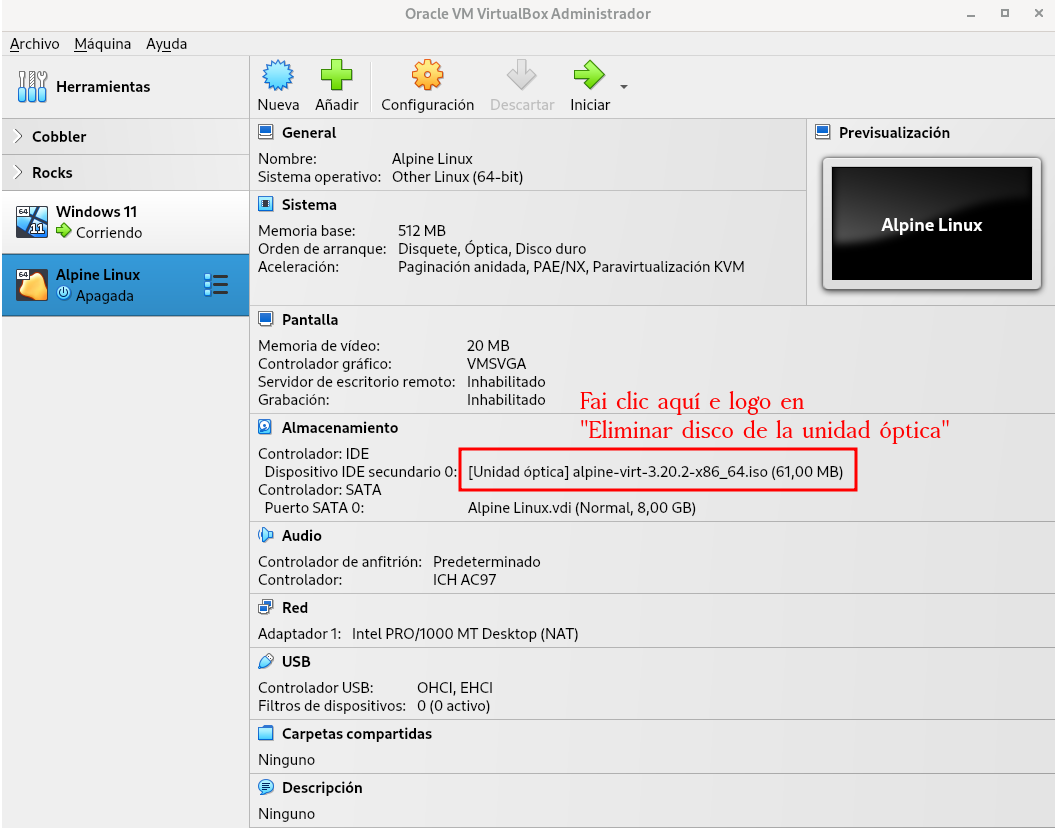 Oracle VM VirtualBox Administrador
Archivo Máquina Ayuda
Herramientas
Nueva Añadir Configuración Descartar Iniciar
Cobbler
Rocks
64
11
Windows 11
Corriendo
64
Alpine Linux
Apagada
General
Nombre: Alpine Linux
Sistema operativo: Other Linux (64-bit)
Previsualización
Alpine Linux
Sistema
Memoria base: 512 MB
Orden de arranque: Disquete, Óptica, Disco duro
Aceleración: Paginación anidada, PAE/NX, Paravirtualización KVM
Pantalla
Memoria de vídeo: 20 MB
Controlador gráfico: VMSVGA
Servidor de escritorio remoto: Inhabilitado
Grabación: Inhabilitado
Fai clic aquí e logo en
"Eliminar disco de la unidad óptica"
Almacenamiento
Controlador: IDE
Dispositivo IDE secundario 0: [Unidad óptica] alpine-virt-3.20.2-x86_64.iso (61,00 MB)
Controlador: SATA
Puerto SATA 0: Alpine Linux.vdi (Normal, 8,00 GB)
Audio
Controlador de anfitrión: Predeterminado
Controlador: ICH AC97
Red
Adaptador 1: Intel PRO/1000 MT Desktop (NAT)
USB
Controlador USB: OHCI, EHCI
Filtros de dispositivos: 0 (0 activo)
Carpetas compartidas
Ninguno
Descripción
Ninguno